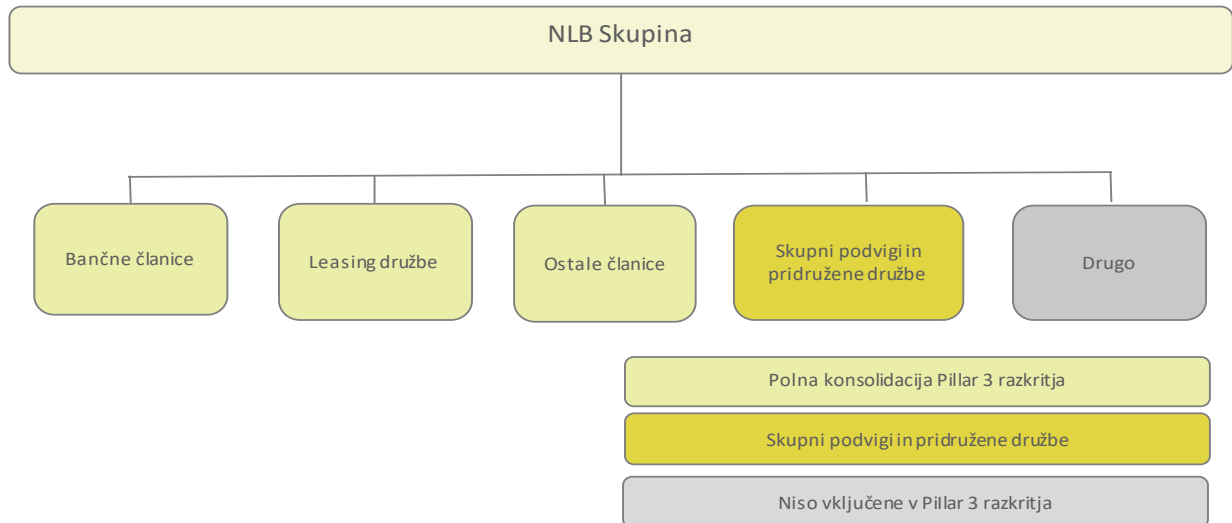 NLB Skupina
Bančne članice
Leasing družbe
Ostale članice
Skupni podvigi in
pridružene družbe
Drugo
Polna konsolidacija Pillar 3 razkritja
Skupni podvigi in pridružene družbe
Niso vključene v Pillar 3 razkritja